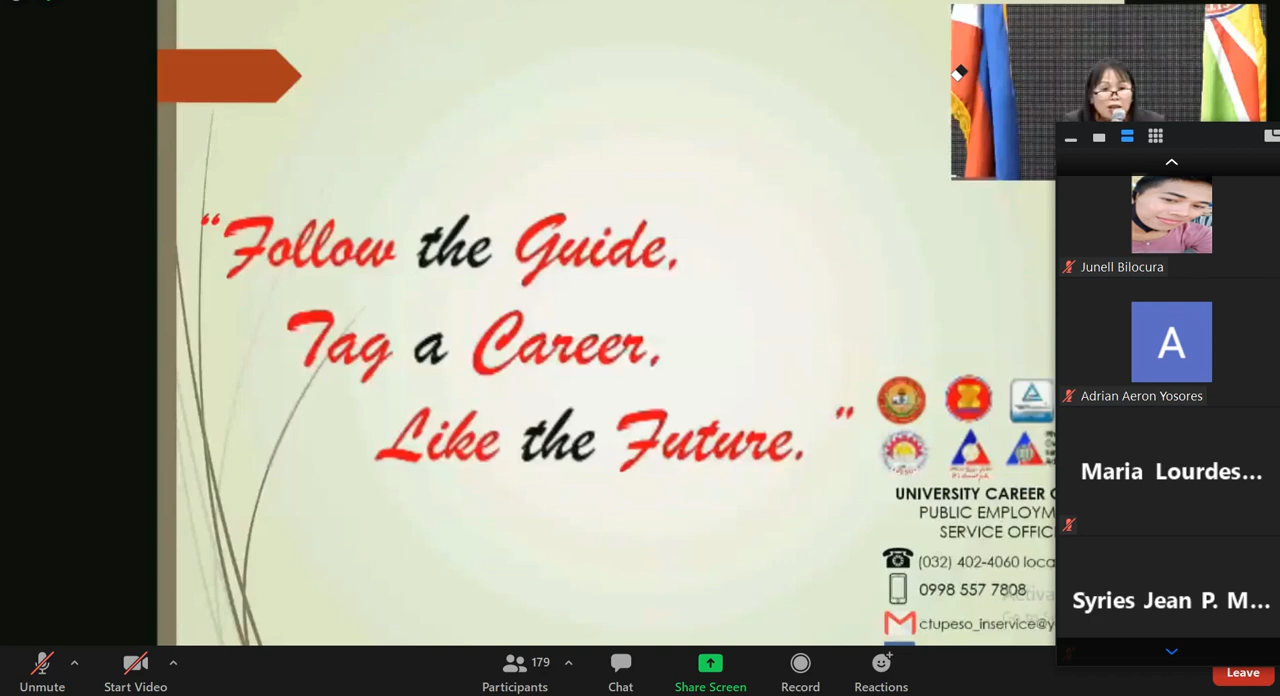 “Follow the Guide,
Tag a Career,
Like the Future.”
UNIVERSITY CAREER
PUBLIC EMPLOYM
SERVICE OFFIC
(032) 402-4060 loca
0998 557 7808
ctupeso_inservice@y
Junell Bilocura
A
Adrian Aeron Yosores
Maria Lourdes...
Syries Jean P. M...
Unmute
Start Video
179
Participants
Chat
Share Screen
Record
Reactions
Leave